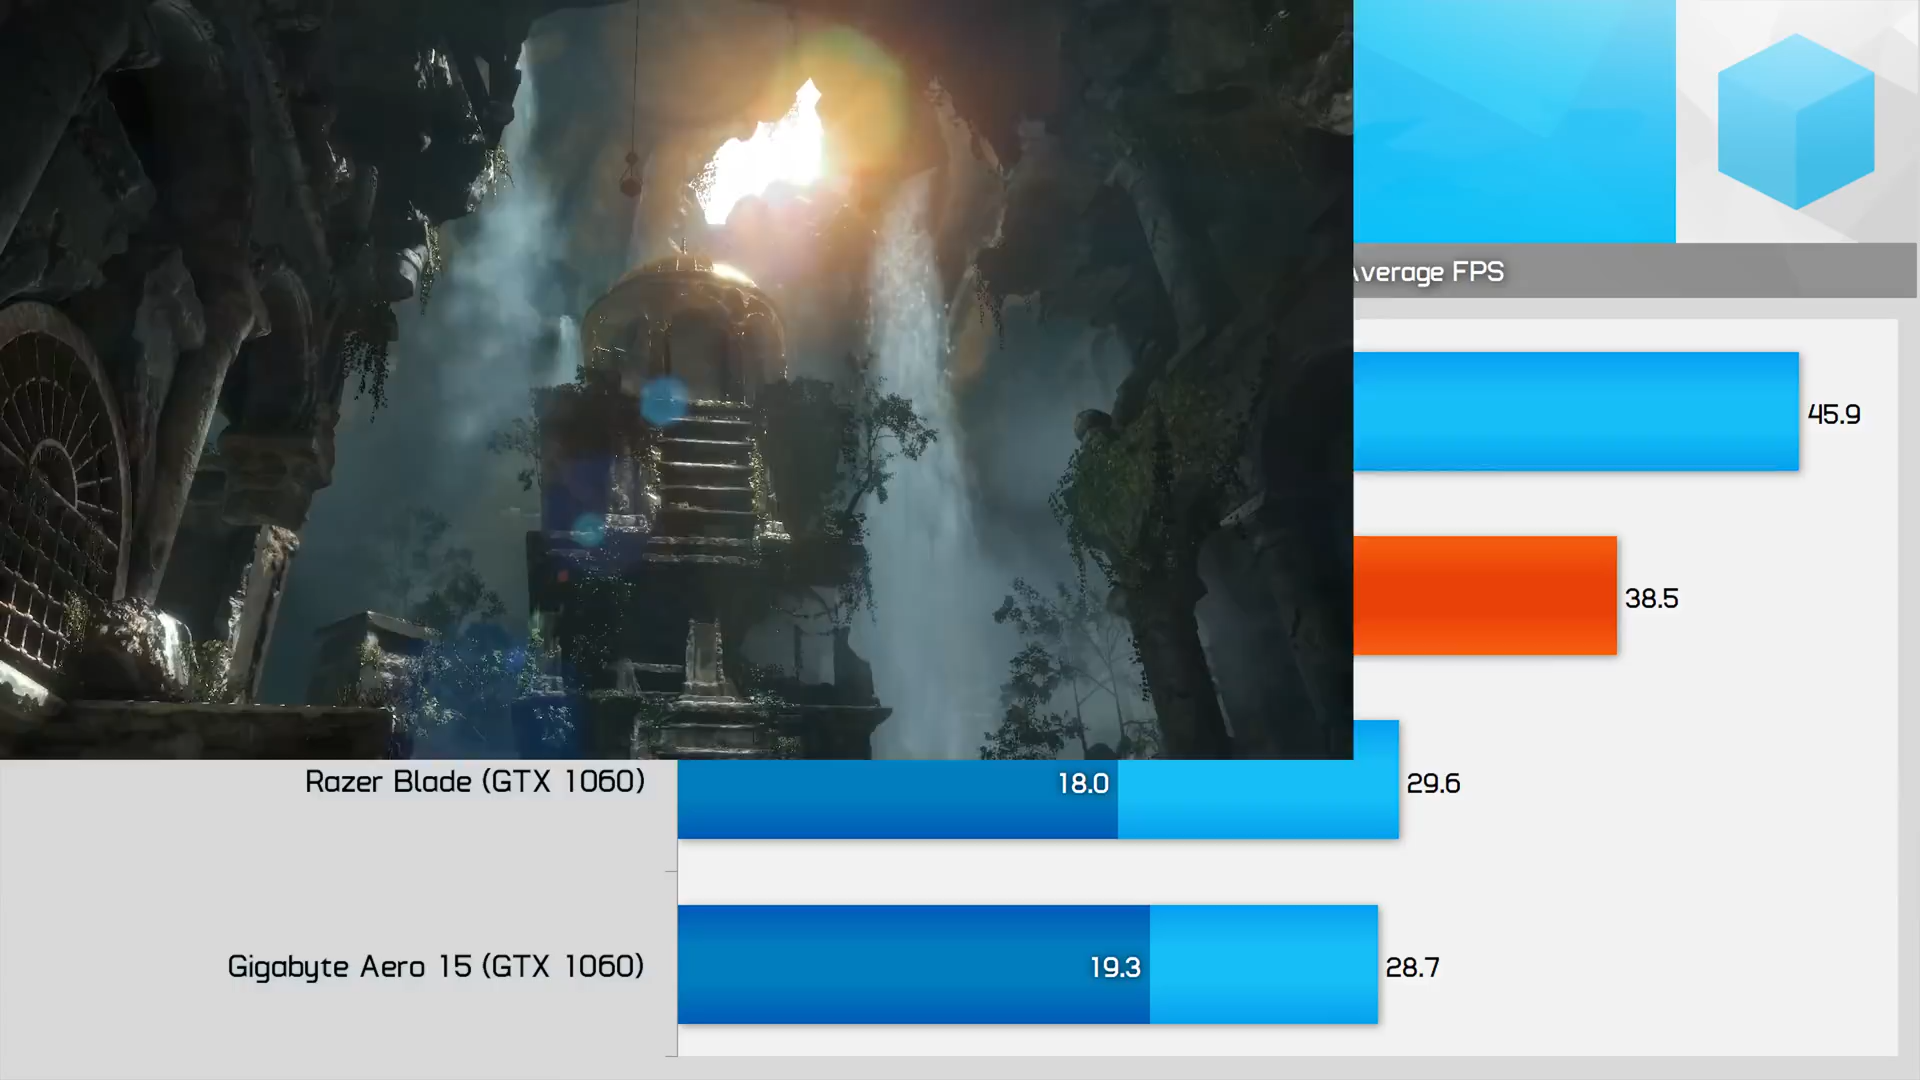 Average FPS
45.9
38.5
Razer Blade (GTX 1060)
18.0
29.6
Gigabyte Aero 15 (GTX 1060)
19.3
28.7